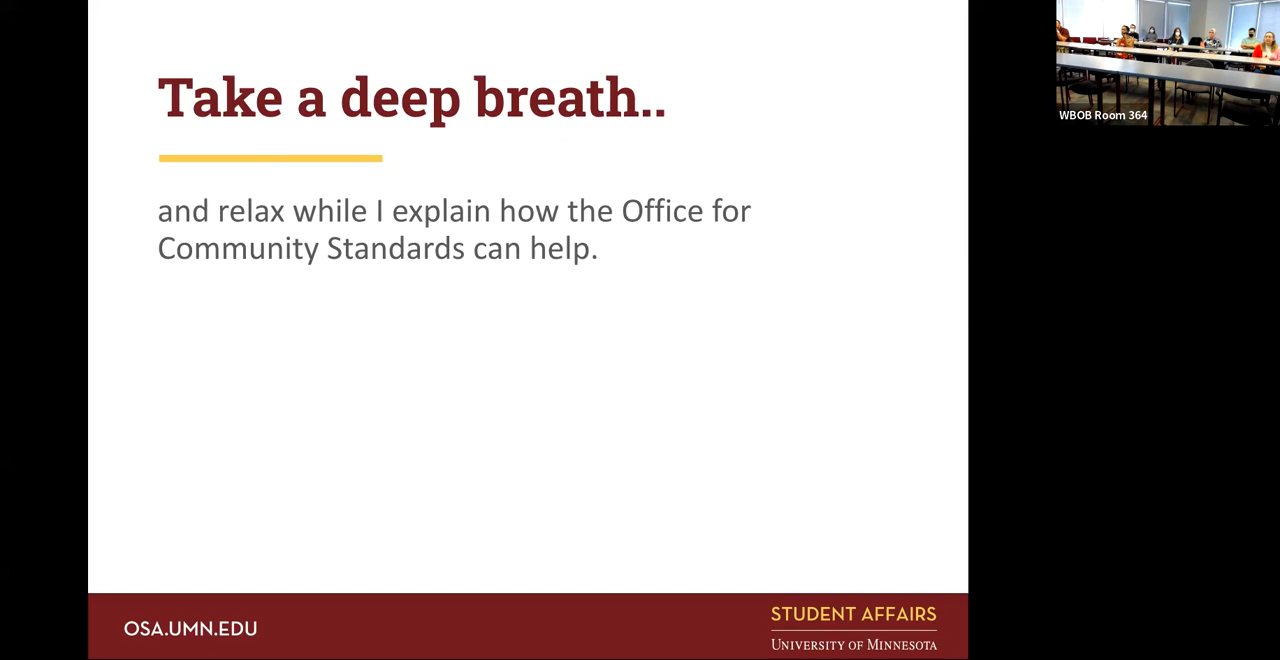 Take a deep breath..
and relax while I explain how the Office for
Community Standards can help.
OSA.UMN.EDU
STUDENT AFFAIRS
UNIVERSITY OF MINNESOTA
WBOB Room 364